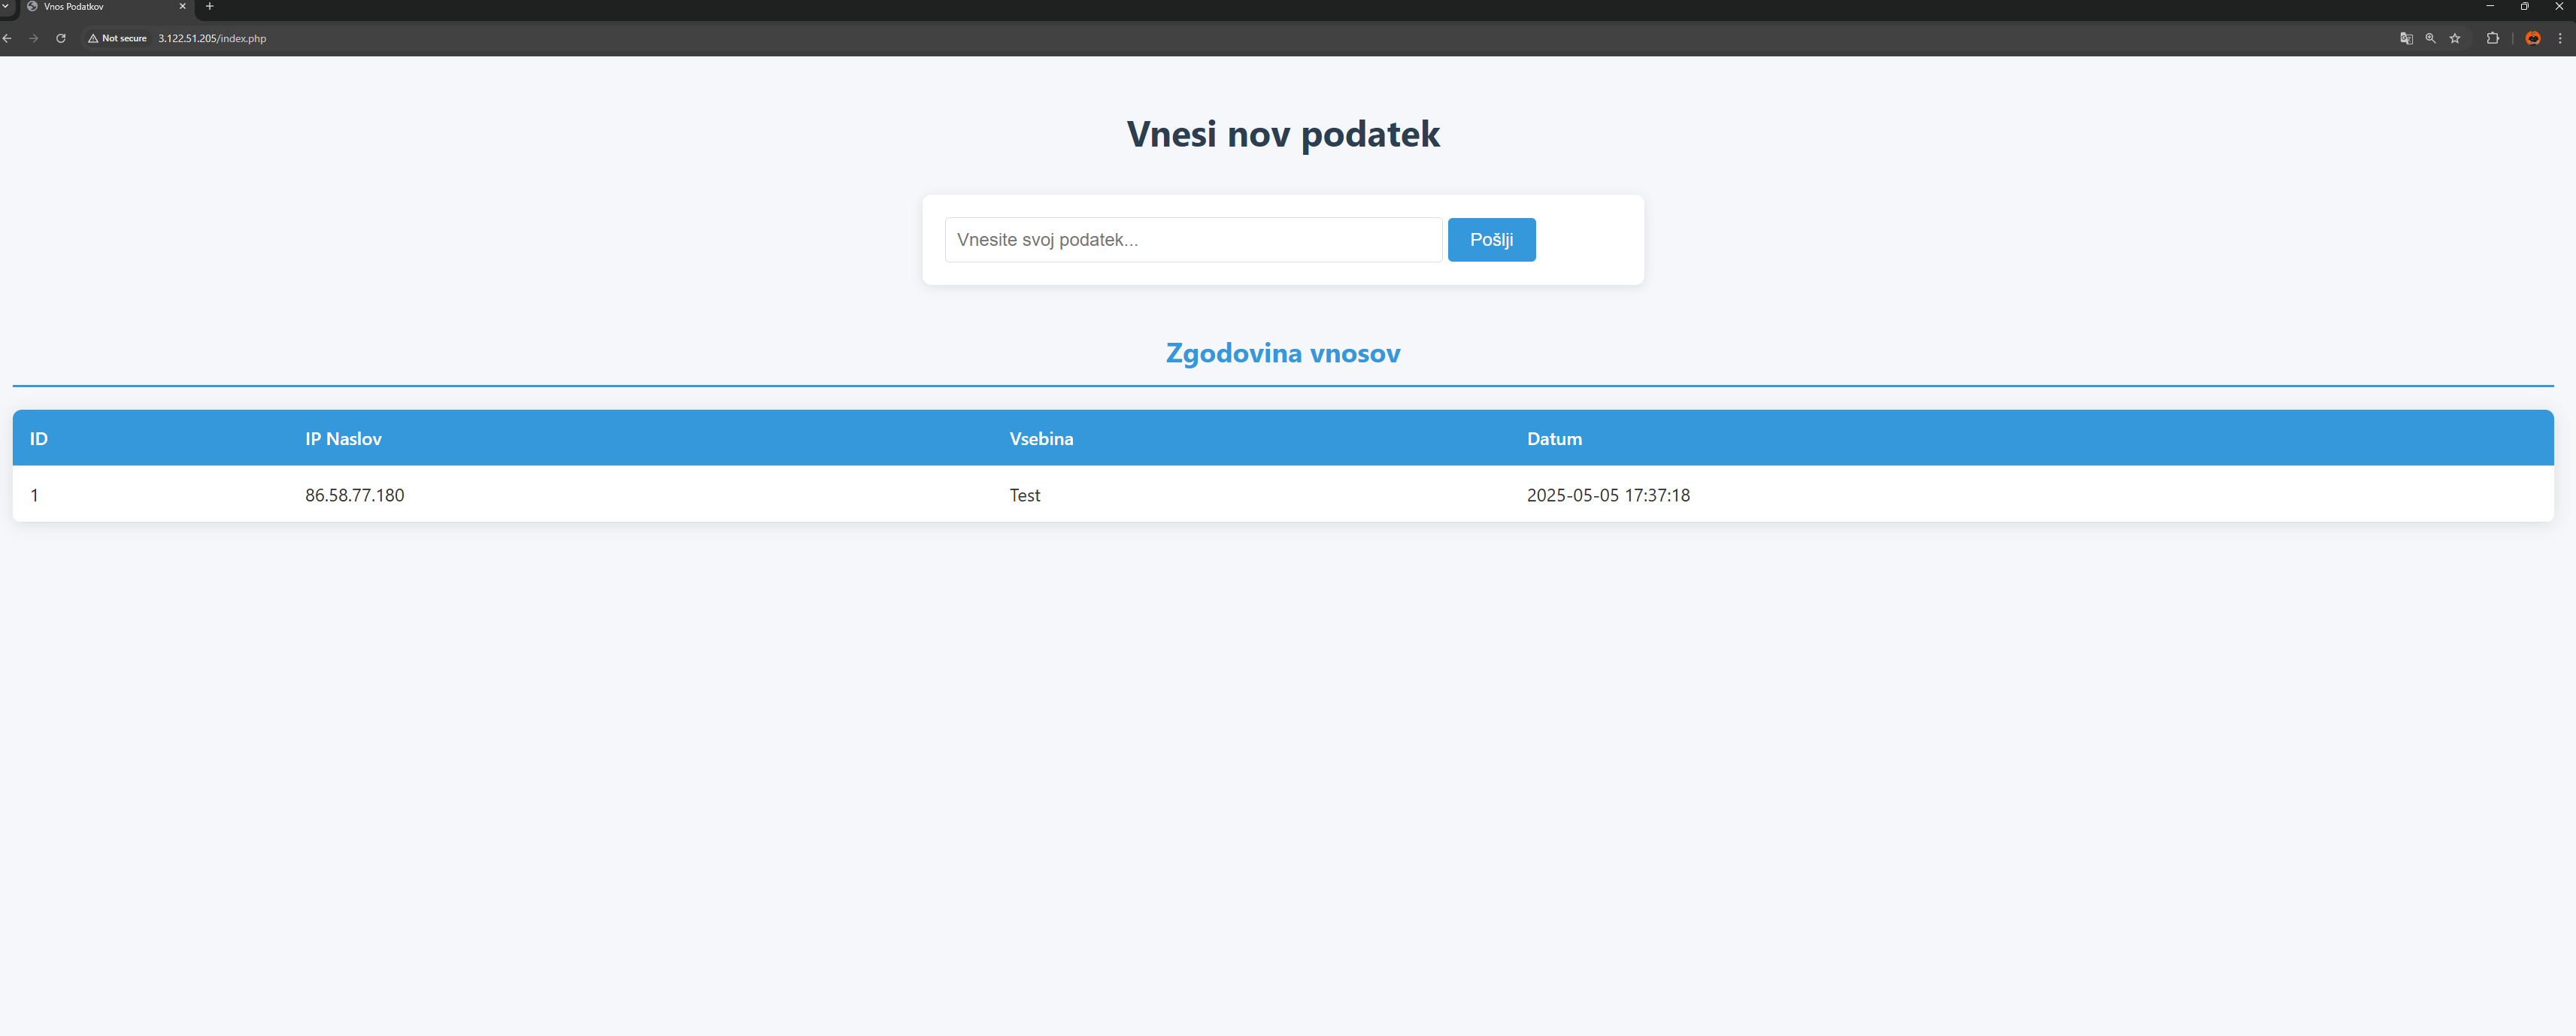 Vnos Podatkov
Not secure 3.122.51.205/index.php
Vnesi nov podatek
Vnesite svoj podatek... Pošlji
Zgodovina vnosov
ID IP Naslov Vsebina Datum
1 86.58.77.180 Test 2025-05-05 17:37:18